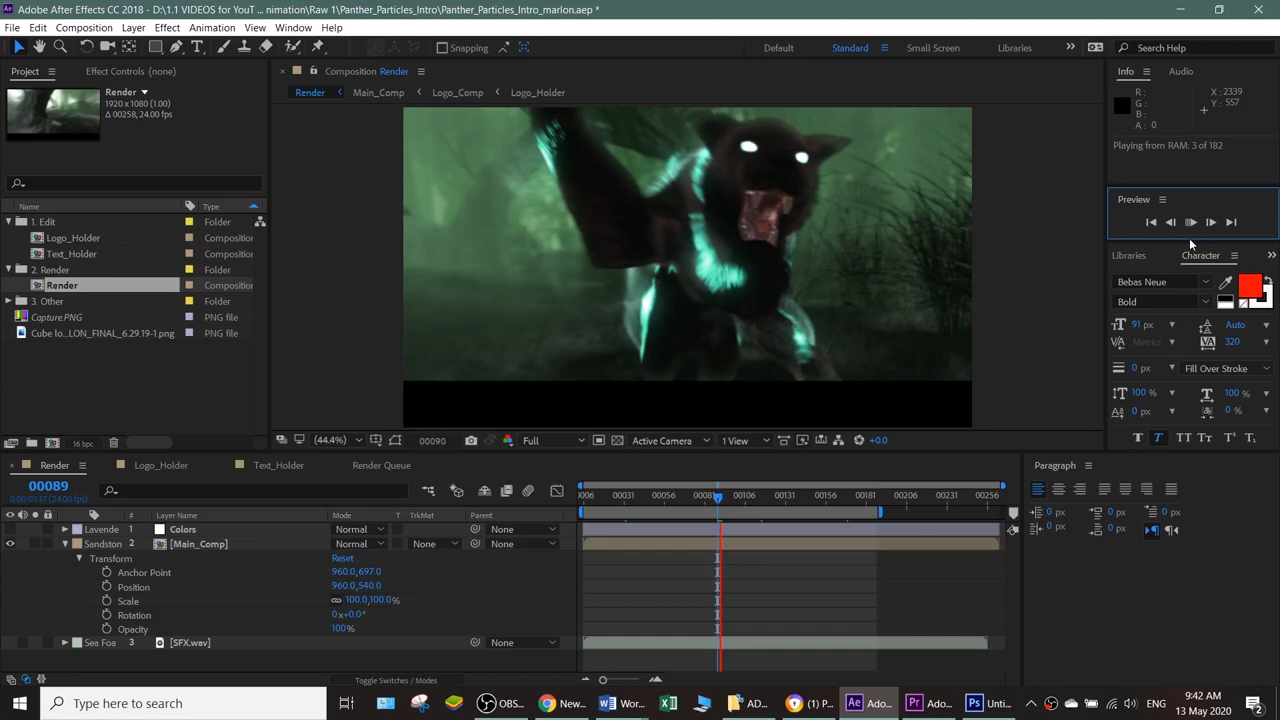 Adobe After Effects CC 2018 - D:\1.1 VIDEOS for YouT ... nimation\Raw 1\Panther_Particles_Intro\Panther_Particles_Intro_marlon.aep *
File Edit Composition Layer Effect Animation View Window Help
Snapping Default Standard Small Screen Libraries Search Help
Project Effect Controls (none) Composition Render Info Audio
Render
1920 x 1080 (1.00)
Δ 00258, 24.00 fps
Render Main_Comp Logo_Comp Logo_Holder
R: X: 2339
G: Y: 557
B:
A: 0
Playing from RAM: 3 of 182
Preview
Name Type
1. Edit Folder
Logo_Holder Compositior
Text_Holder Compositior
2. Render Folder
Render Compositior
3. Other Folder
Capture.PNG PNG file
Cube lo...LON_FINAL_6.29.19-1.png PNG file
Libraries Character
Bebas Neue
Bold
91 px Auto
Metrics 320
0 px Fill Over Stroke
100 % 100 %
0 px 0 %
16 bpc
(44.4%) 00090 Full Active Camera 1 View +0.0
Render Logo_Holder Text_Holder Render Queue
Paragraph
00089
0:00:03:17 (24.00 fps)
0006 00031 00056 00081 00106 00131 00156 00206 00231 00256
# Layer Name Mode T TrkMat Parent
Lavende 1 Colors Normal None
Sandston 2 [Main_Comp] Normal None None
Transform Reset
Anchor Point 960.0,697.0
Position 960.0,540.0
Scale 100.0,100.0%
Rotation 0x+0.0°
Opacity 100%
Sea Foa 3 [SFX.wav] None
0 px 0 px 0 px
0 px 0 px
Toggle Switches / Modes
Type here to search
OBS... New... Wor... AD... (1) P... Ado... Ado... Unti...
ENG
9:42 AM
13 May 2020
2